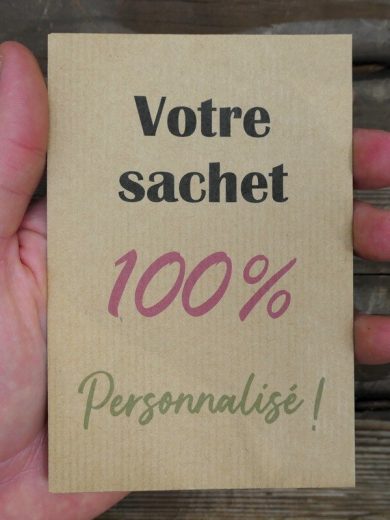 Votre
sachet
100%
Personnalisé !